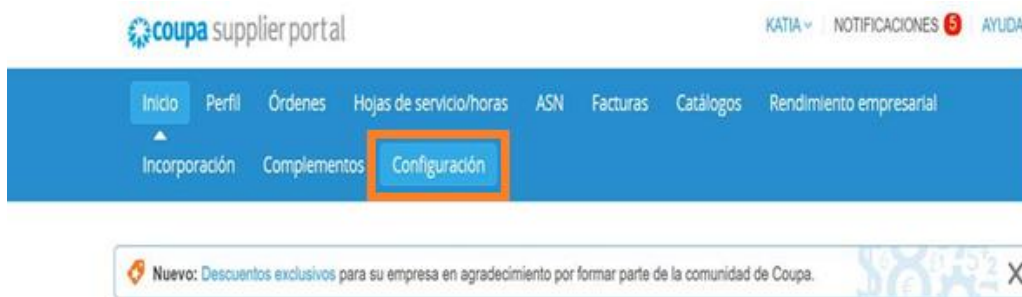 coupa supplier portal KATIA NOTIFICACIONES 5 AYUDA
Inicio Perfil Órdenes Hojas de servicio/horas ASN Facturas Catálogos Rendimiento empresarial
Incorporación Complementos Configuración
Nuevo: Descuentos exclusivos para su empresa en agradecimiento por formar parte de la comunidad de Coupa. X